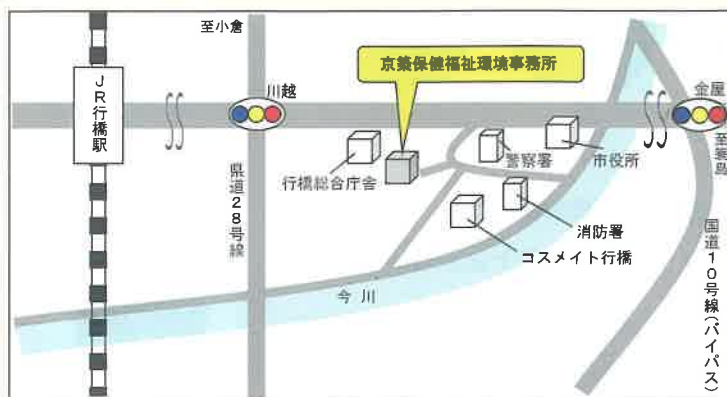 至小倉
京築保健福祉環境事務所
JR行橋駅
川越
金屋
至蓑島
行橋総合庁舎
警察署
市役所
県道28号線
消防署
コスメイト行橋
今川
国道10号線(バイパス)